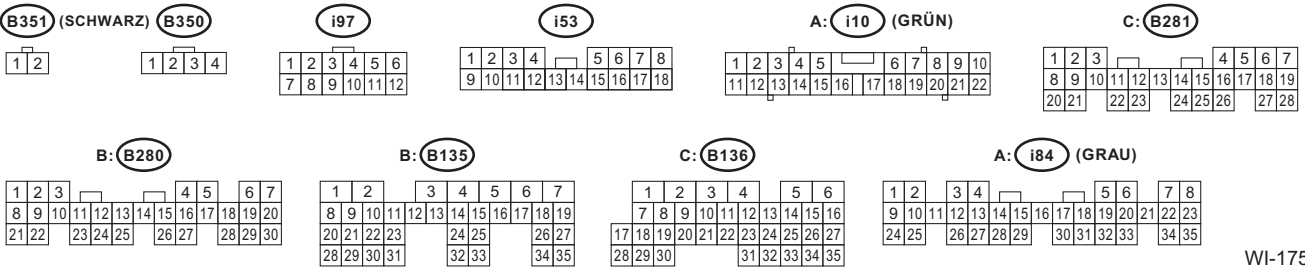 B351 (SCHWARZ) B350 i97 i53 A: i10 (GRÜN) C: B281
1 2
1 2 3 4
1 2 3 4 5 6
7 8 9 10 11 12
1 2 3 4 5 6 7 8
9 10 11 12 13 14 15 16 17 18
1 2 3 4 5 6 7 8 9 10
11 12 13 14 15 16 17 18 19 20 21 22
1 2 3 4 5 6 7
8 9 10 11 12 13 14 15 16 17 18 19
20 21 22 23 24 25 26 27 28
B: B280 B: B135 C: B136 A: i84 (GRAU)
1 2 3 4 5 6 7
8 9 10 11 12 13 14 15 16 17 18 19 20
21 22 23 24 25 26 27 28 29 30
1 2 3 4 5 6 7
8 9 10 11 12 13 14 15 16 17 18 19
20 21 22 23 24 25 26 27
28 29 30 31 32 33 34 35
1 2 3 4 5 6
7 8 9 10 11 12 13 14 15 16
17 18 19 20 21 22 23 24 25 26 27
28 29 30 31 32 33 34 35
1 2 3 4 5 6 7 8
9 10 11 12 13 14 15 16 17 18 19 20 21 22 23
24 25 26 27 28 29 30 31 32 33 34 35
WI-175